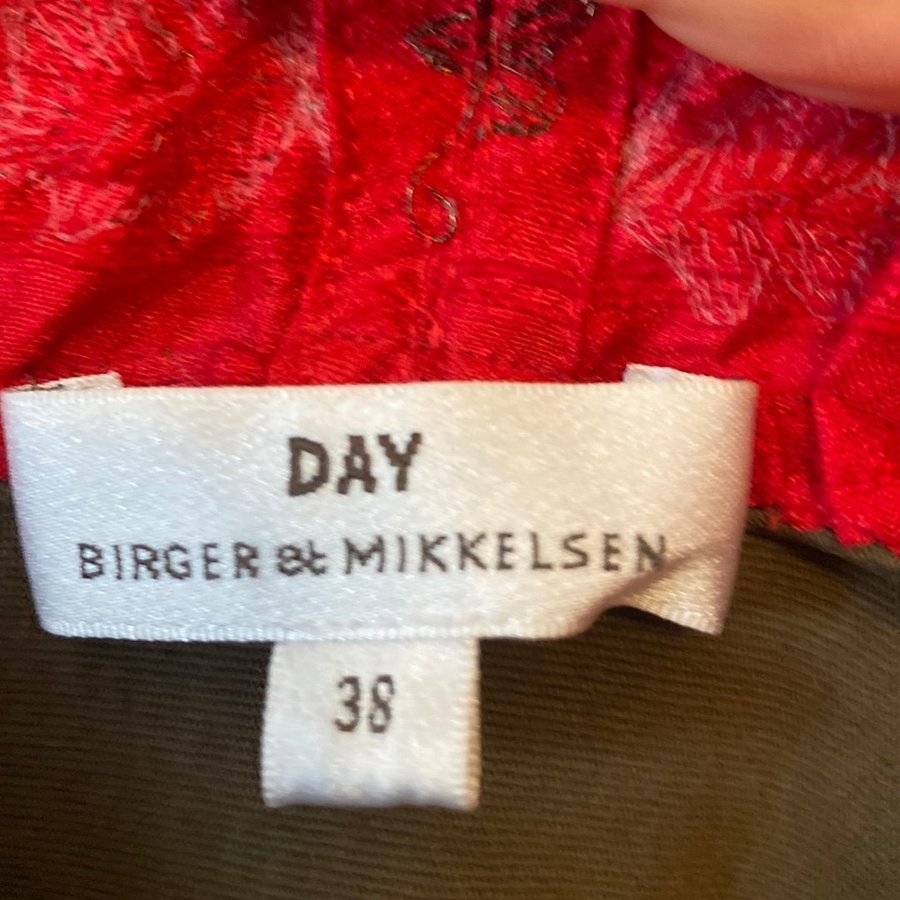 DAY
BIRGER et MIKKELSEN
38